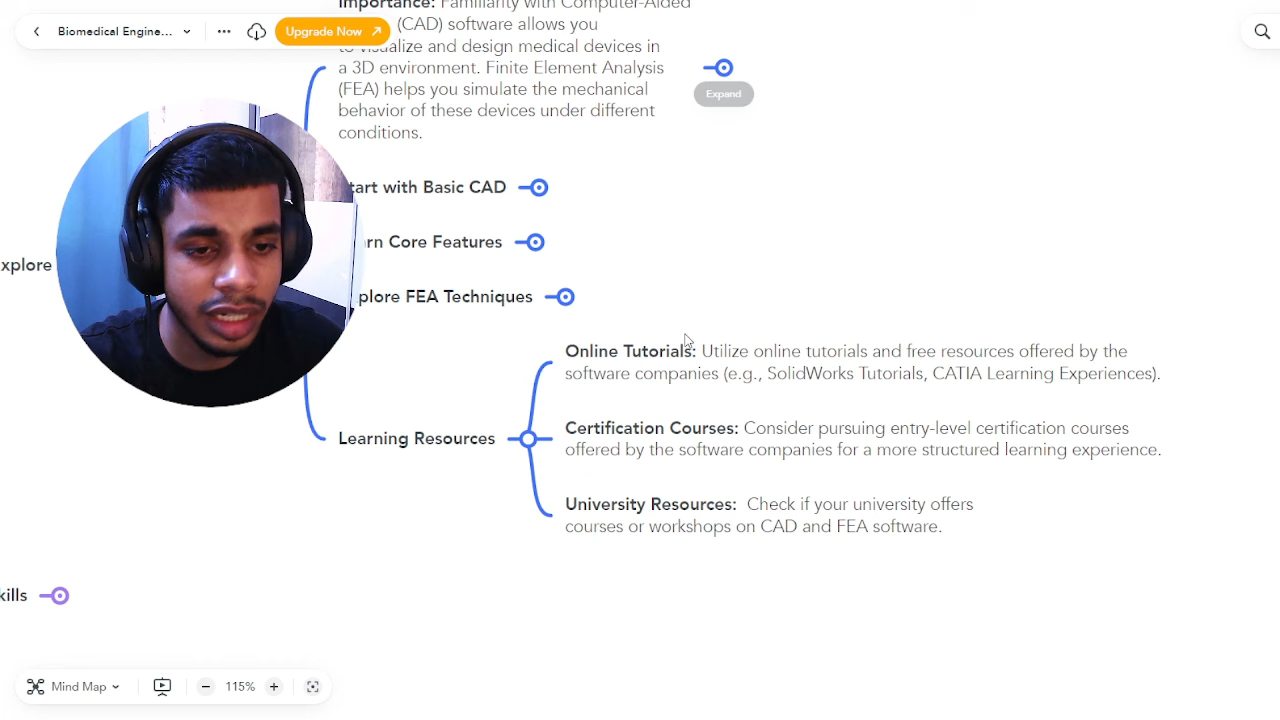 Biomedical Engine...
Upgrade Now
Importance: Familiarity with Computer-Aided
(CAD) software allows you
to visualize and design medical devices in
a 3D environment. Finite Element Analysis
(FEA) helps you simulate the mechanical
behavior of these devices under different
conditions.
Expand
tart with Basic CAD
rn Core Features
xplore
plore FEA Techniques
Online Tutorials: Utilize online tutorials and free resources offered by the
software companies (e.g., SolidWorks Tutorials, CATIA Learning Experiences).
Certification Courses: Consider pursuing entry-level certification courses
offered by the software companies for a more structured learning experience.
Learning Resources
University Resources: Check if your university offers
courses or workshops on CAD and FEA software.
kills
Mind Map
115%